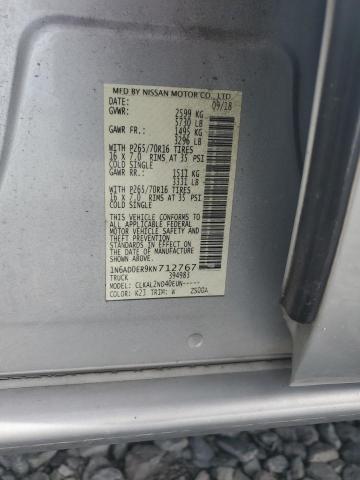 MFD BY NISSAN MOTOR CO., LTD.
DATE: 09/18
GVWR: 2599 KG
5730 LB
GAWR FR.: 1495 KG
3296 LB
WITH P265/70R16 TIRES
16 X 7.0 RIMS AT 35 PSI
COLD SINGLE
GAWR RR.: 1511 KG
3331 LB
WITH P265/70R16 TIRES
16 X 7.0 RIMS AT 35 PSI
COLD SINGLE
THIS VEHICLE CONFORMS TO
ALL APPLICABLE FEDERAL
MOTOR VEHICLE SAFETY
STANDARDS IN EFFECT ON
THE DATE OF MANUFACTURE
SHOWN ABOVE.
1N6AD0ER9KN712767
TRUCK 394983
MODEL: CLKAL2ND40EUN-----
COLOR: K23 TRIM: W ZSOOA